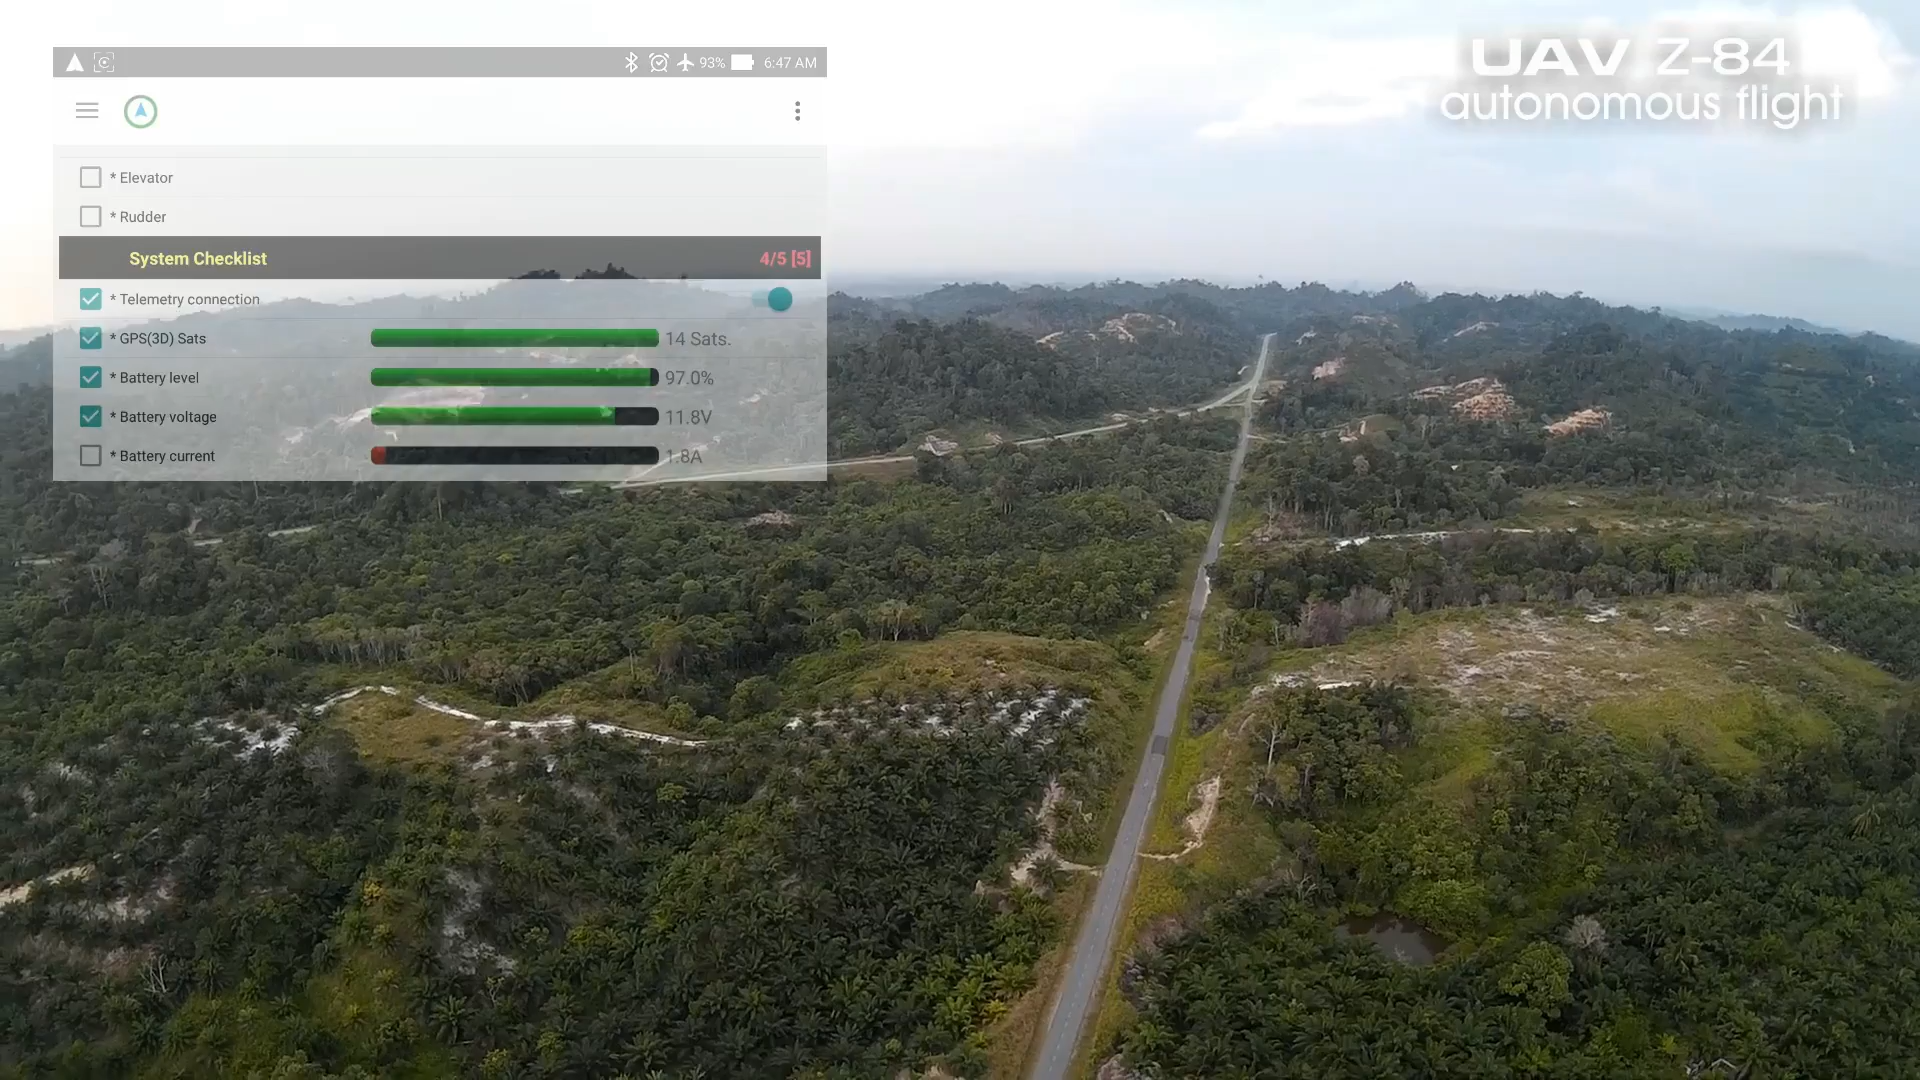 UAV Z-84
autonomous flight
93% 6:47 AM
* Elevator
* Rudder
System Checklist 4/5 [5]
* Telemetry connection
* GPS(3D) Sats 14 Sats.
* Battery level 97.0%
* Battery voltage 11.8V
* Battery current 1.8A